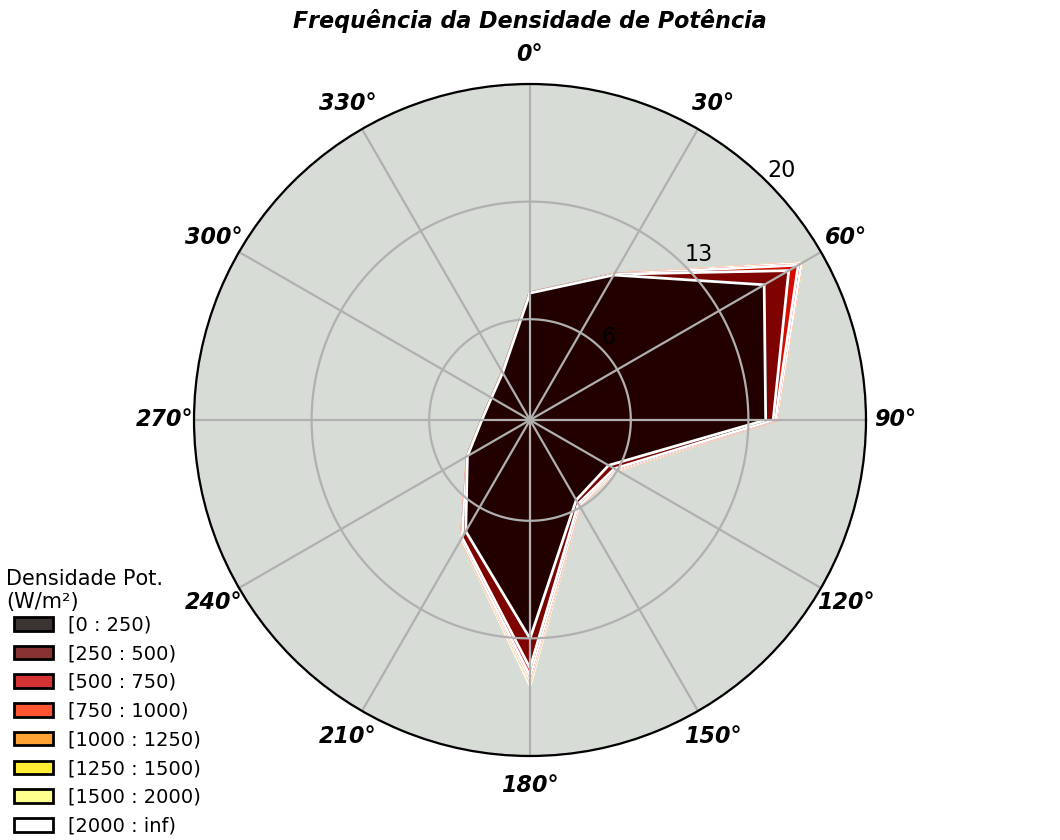 Frequência da Densidade de Potência
0°
330°
30°
20
300°
60°
13
6
270°
90°
240°
120°
210°
150°
180°
Densidade Pot.
(W/m²)
[0 : 250)
[250 : 500)
[500 : 750)
[750 : 1000)
[1000 : 1250)
[1250 : 1500)
[1500 : 2000)
[2000 : inf)